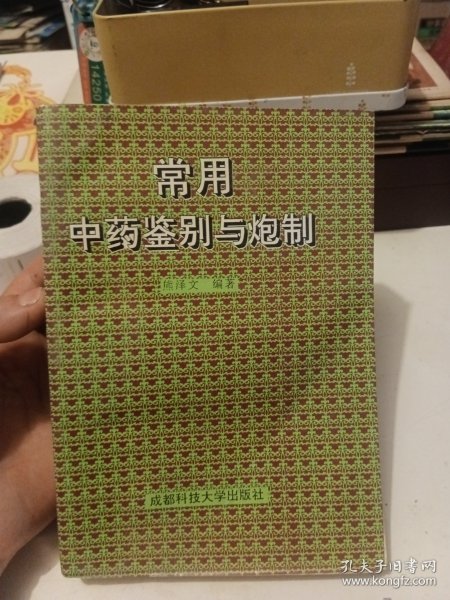 常用
中药鉴别与炮制
熊泽文 编著
成都科技大学出版社
孔夫子旧书网
www.kongfz.com